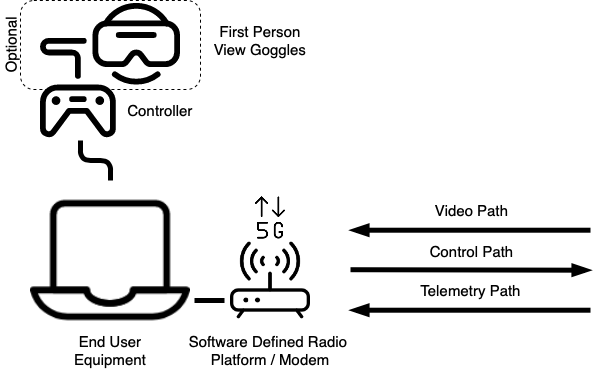 Optional
First Person
View Goggles
Controller
5G
Video Path
Control Path
Telemetry Path
End User
Equipment
Software Defined Radio
Platform / Modem